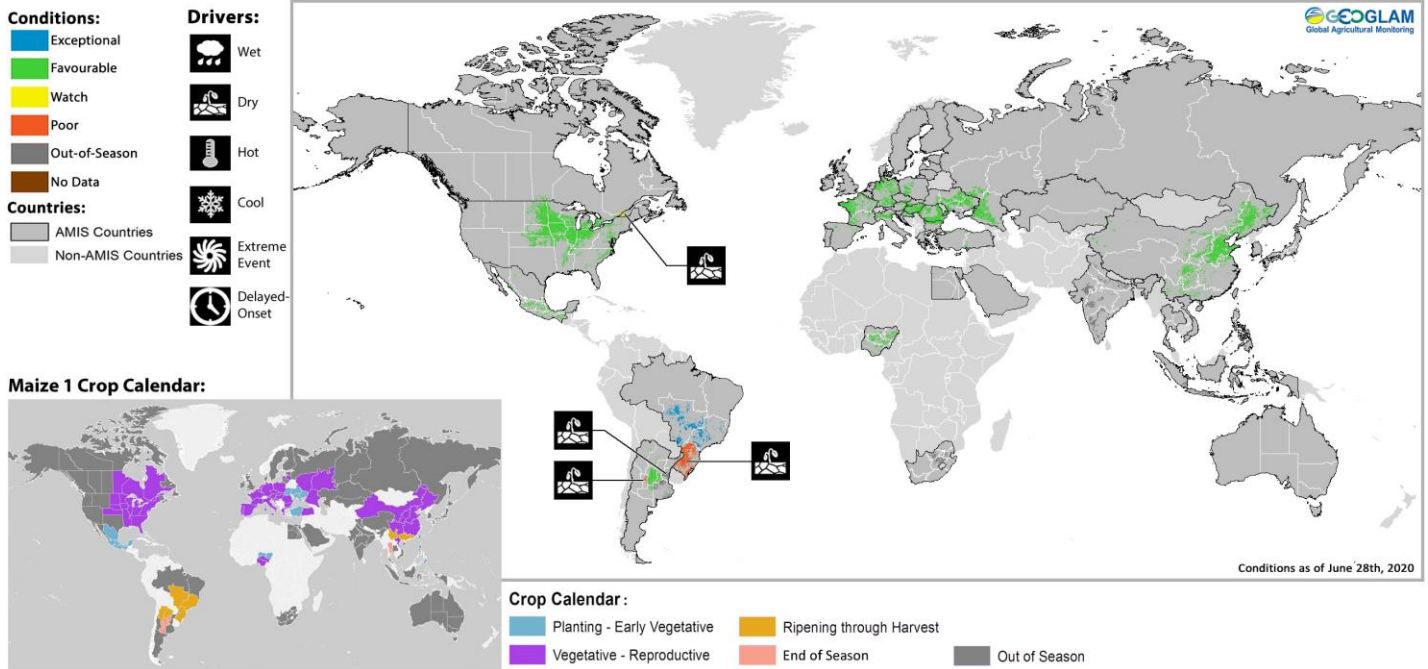 Conditions:
Exceptional
Favourable
Watch
Poor
Out-of-Season
No Data
Countries:
AMIS Countries
Non-AMIS Countries
Drivers:
Wet
Dry
Hot
Cool
Extreme
Event
Delayed-
Onset
GEOGLAM
Global Agricultural Monitoring
Conditions as of June 28th, 2020
Maize 1 Crop Calendar:
Crop Calendar :
Planting - Early Vegetative
Vegetative - Reproductive
Ripening through Harvest
End of Season
Out of Season